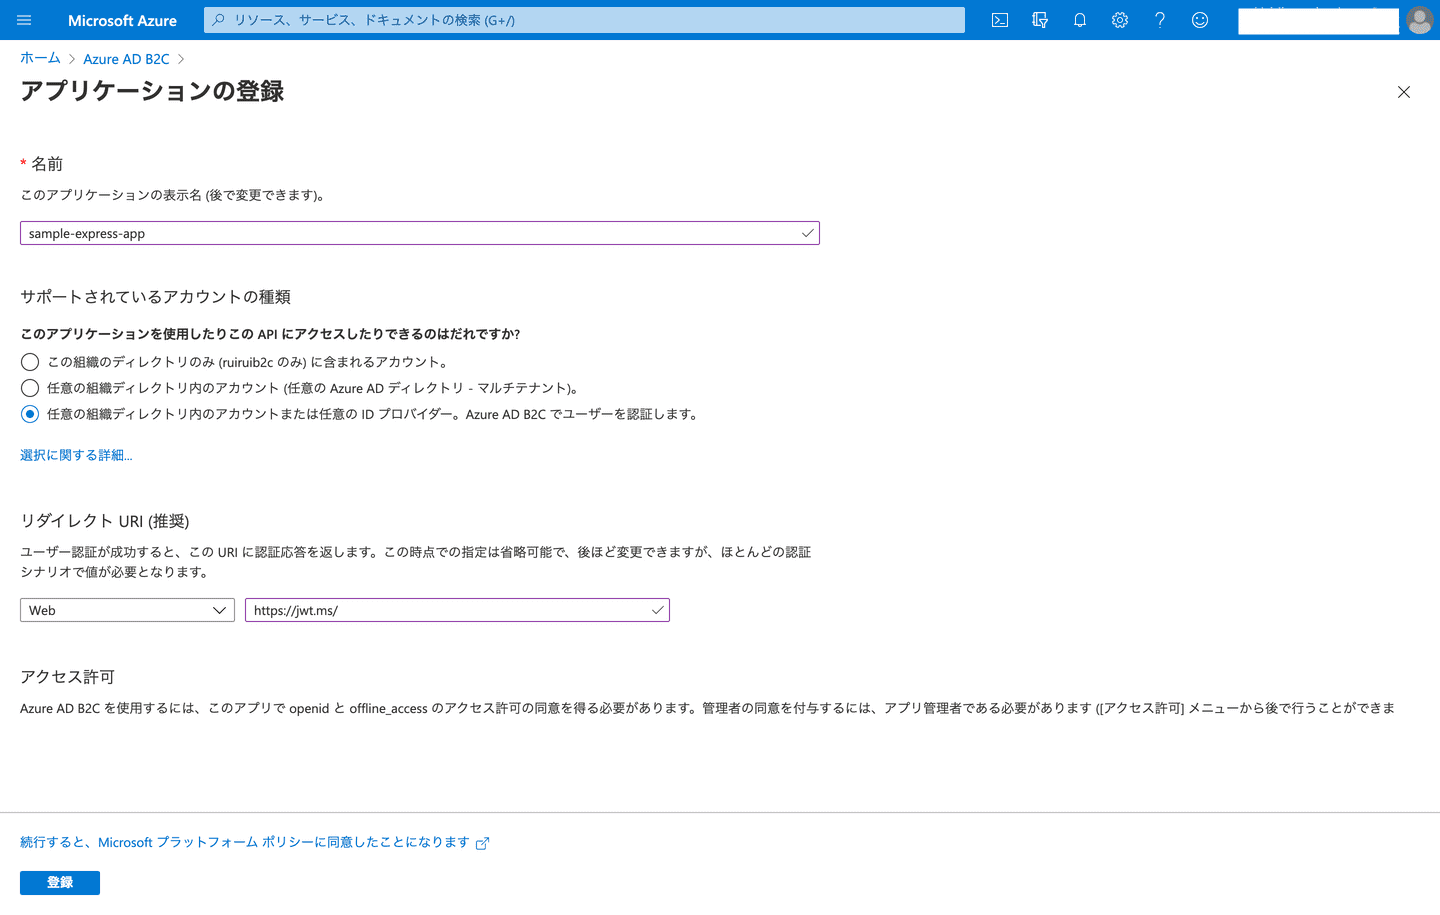 Microsoft Azure
リソース、サービス、ドキュメントの検索 (G+/)
ホーム > Azure AD B2C >
アプリケーションの登録
* 名前
このアプリケーションの表示名 (後で変更できます)。
sample-express-app
サポートされているアカウントの種類
このアプリケーションを使用したりこの API にアクセスしたりできるのはだれですか?
この組織のディレクトリのみ (ruiruib2c のみ) に含まれるアカウント。
任意の組織ディレクトリ内のアカウント (任意の Azure AD ディレクトリ - マルチテナント)。
任意の組織ディレクトリ内のアカウントまたは任意の ID プロバイダー。Azure AD B2C でユーザーを認証します。
選択に関する詳細...
リダイレクト URI (推奨)
ユーザー認証が成功すると、この URI に認証応答を返します。この時点での指定は省略可能で、後ほど変更できますが、ほとんどの認証
シナリオで値が必要となります。
Web
https://jwt.ms/
アクセス許可
Azure AD B2C を使用するには、このアプリで openid と offline_access のアクセス許可の同意を得る必要があります。管理者の同意を付与するには、アプリ管理者である必要があります ([アクセス許可] メニューから後で行うことができま
続行すると、Microsoft プラットフォーム ポリシーに同意したことになります
登録